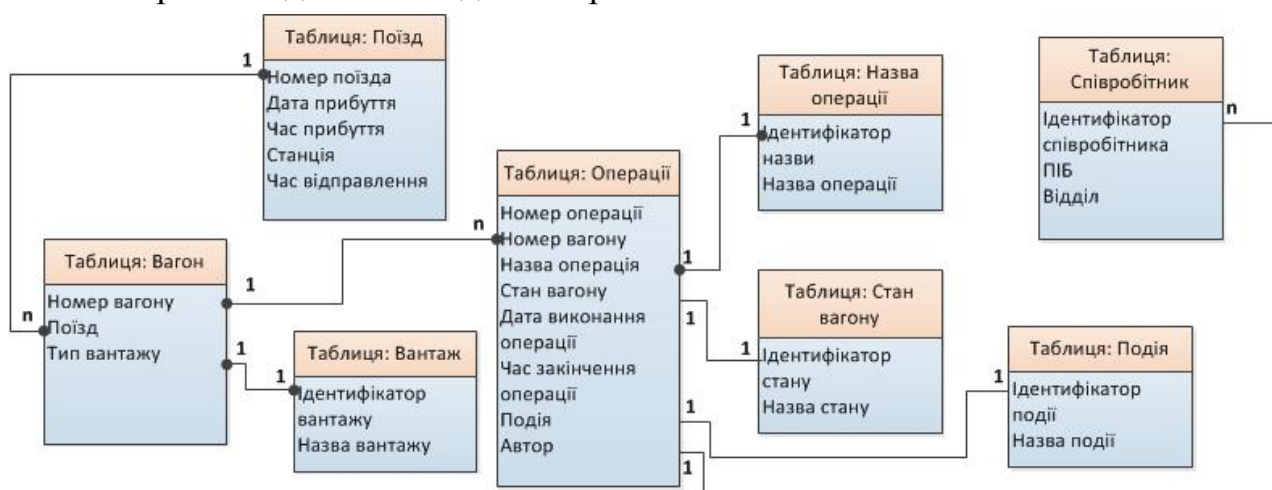 Таблиця: Поїзд
1
Номер поїзда
Дата прибуття
Час прибуття
Станція
Час відправлення
Таблиця: Назва
операції
1
Ідентифікатор
назви
Назва операції
Таблиця:
Співробітник
n
Ідентифікатор
співробітника
ПІБ
Відділ
Таблиця: Операції
n
Номер операції
Номер вагону
Назва операція
1
Стан вагону
Дата виконання
1
операції
Час закінчення
операції
1
Подія
Автор
1
Таблиця: Вагон
1
Номер вагону
n
Поїзд
Тип вантажу
1
Таблиця: Вантаж
1
Ідентифікатор
вантажу
Назва вантажу
Таблиця: Стан
вагону
1
Ідентифікатор
стану
Назва стану
Таблиця: Подія
1
Ідентифікатор
події
Назва події